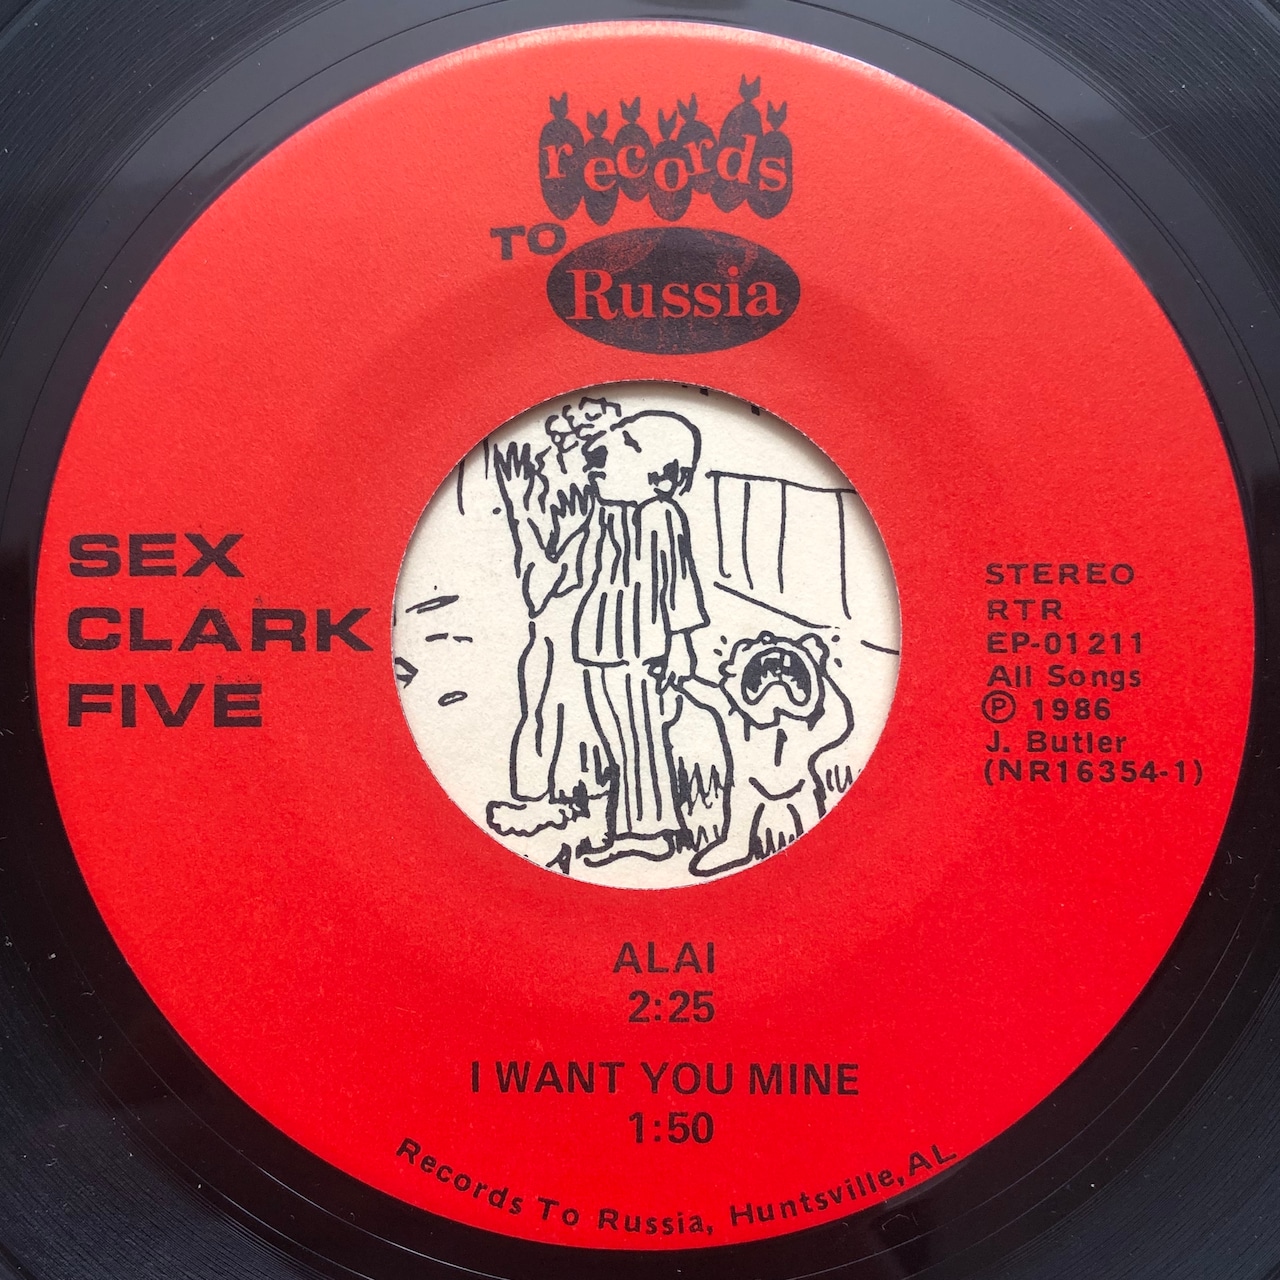 records
TO
Russia
SEX
CLARK
FIVE
STEREO
RTR
EP-01211
All Songs
℗ 1986
J. Butler
(NR16354-1)
ALAI
2:25
I WANT YOU MINE
1:50
Records To Russia, Huntsville, AL